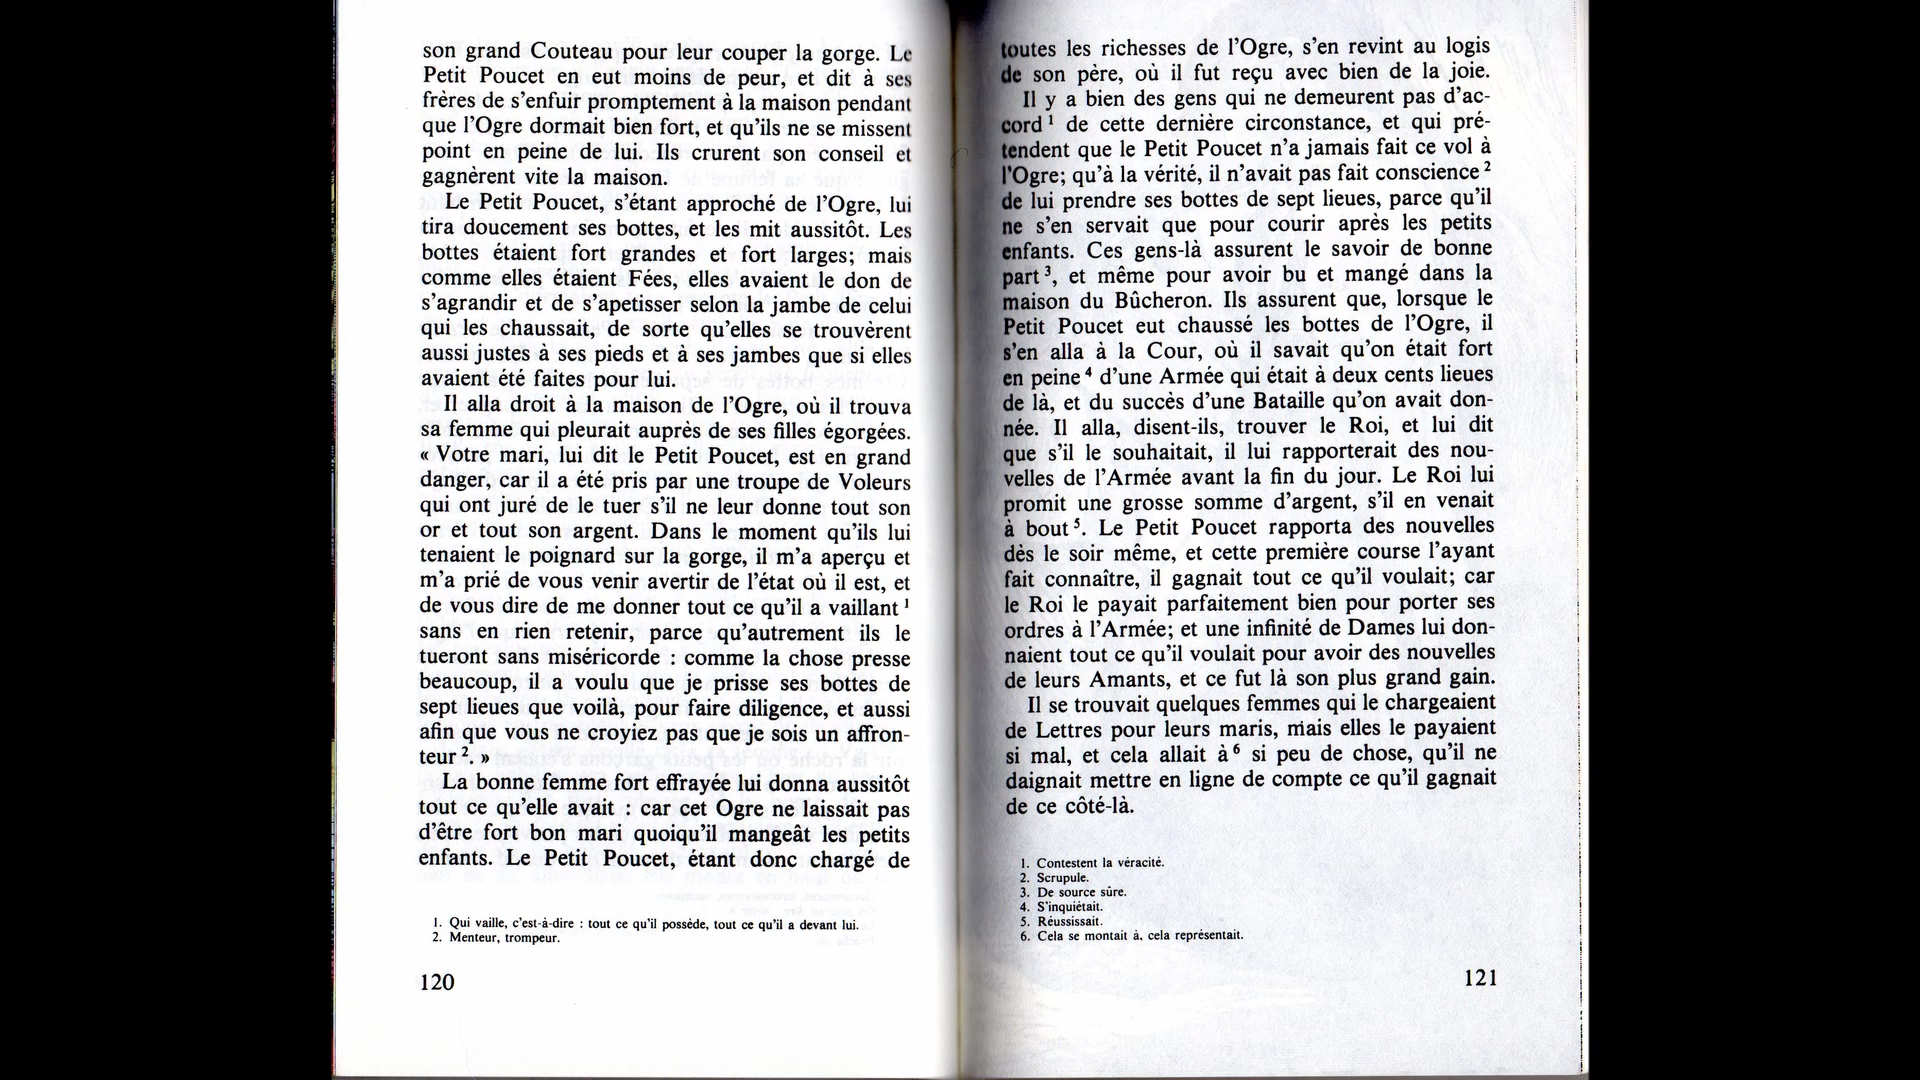 son grand Couteau pour leur couper la gorge. Le
Petit Poucet en eut moins de peur, et dit à ses
frères de s'enfuir promptement à la maison pendant
que l'Ogre dormait bien fort, et qu'ils ne se missent
point en peine de lui. Ils crurent son conseil et
gagnèrent vite la maison.
Le Petit Poucet, s'étant approché de l'Ogre, lui
tira doucement ses bottes, et les mit aussitôt. Les
bottes étaient fort grandes et fort larges; mais
comme elles étaient Fées, elles avaient le don de
s'agrandir et de s'apetisser selon la jambe de celui
qui les chaussait, de sorte qu'elles se trouvèrent
aussi justes à ses pieds et à ses jambes que si elles
avaient été faites pour lui.
Il alla droit à la maison de l'Ogre, où il trouva
sa femme qui pleurait auprès de ses filles égorgées.
« Votre mari, lui dit le Petit Poucet, est en grand
danger, car il a été pris par une troupe de Voleurs
qui ont juré de le tuer s'il ne leur donne tout son
or et tout son argent. Dans le moment qu'ils lui
tenaient le poignard sur la gorge, il m'a aperçu et
m'a prié de vous venir avertir de l'état où il est, et
de vous dire de me donner tout ce qu'il a vaillant ¹
sans en rien retenir, parce qu'autrement ils le
tueront sans miséricorde : comme la chose presse
beaucoup, il a voulu que je prisse ses bottes de
sept lieues que voilà, pour faire diligence, et aussi
afin que vous ne croyiez pas que je sois un affron-
teur ². »
La bonne femme fort effrayée lui donna aussitôt
tout ce qu'elle avait : car cet Ogre ne laissait pas
d'être fort bon mari quoiqu'il mangeât les petits
enfants. Le Petit Poucet, étant donc chargé de
1. Qui vaille, c'est-à-dire : tout ce qu'il possède, tout ce qu'il a devant lui.
2. Menteur, trompeur.
120
toutes les richesses de l'Ogre, s'en revint au logis
de son père, où il fut reçu avec bien de la joie.
Il y a bien des gens qui ne demeurent pas d'ac-
cord ¹ de cette dernière circonstance, et qui pré-
tendent que le Petit Poucet n'a jamais fait ce vol à
l'Ogre; qu'à la vérité, il n'avait pas fait conscience ²
de lui prendre ses bottes de sept lieues, parce qu'il
ne s'en servait que pour courir après les petits
enfants. Ces gens-là assurent le savoir de bonne
part ³, et même pour avoir bu et mangé dans la
maison du Bûcheron. Ils assurent que, lorsque le
Petit Poucet eut chaussé les bottes de l'Ogre, il
s'en alla à la Cour, où il savait qu'on était fort
en peine ⁴ d'une Armée qui était à deux cents lieues
de là, et du succès d'une Bataille qu'on avait don-
née. Il alla, disent-ils, trouver le Roi, et lui dit
que s'il le souhaitait, il lui rapporterait des nou-
velles de l'Armée avant la fin du jour. Le Roi lui
promit une grosse somme d'argent, s'il en venait
à bout ⁵. Le Petit Poucet rapporta des nouvelles
dès le soir même, et cette première course l'ayant
fait connaître, il gagnait tout ce qu'il voulait; car
le Roi le payait parfaitement bien pour porter ses
ordres à l'Armée; et une infinité de Dames lui don-
naient tout ce qu'il voulait pour avoir des nouvelles
de leurs Amants, et ce fut là son plus grand gain.
Il se trouvait quelques femmes qui le chargeaient
de Lettres pour leurs maris, mais elles le payaient
si mal, et cela allait à ⁶ si peu de chose, qu'il ne
daignait mettre en ligne de compte ce qu'il gagnait
de ce côté-là.
1. Contestent la véracité.
2. Scrupule.
3. De source sûre.
4. S'inquiétait.
5. Réussissait.
6. Cela se montait à, cela représentait.
121